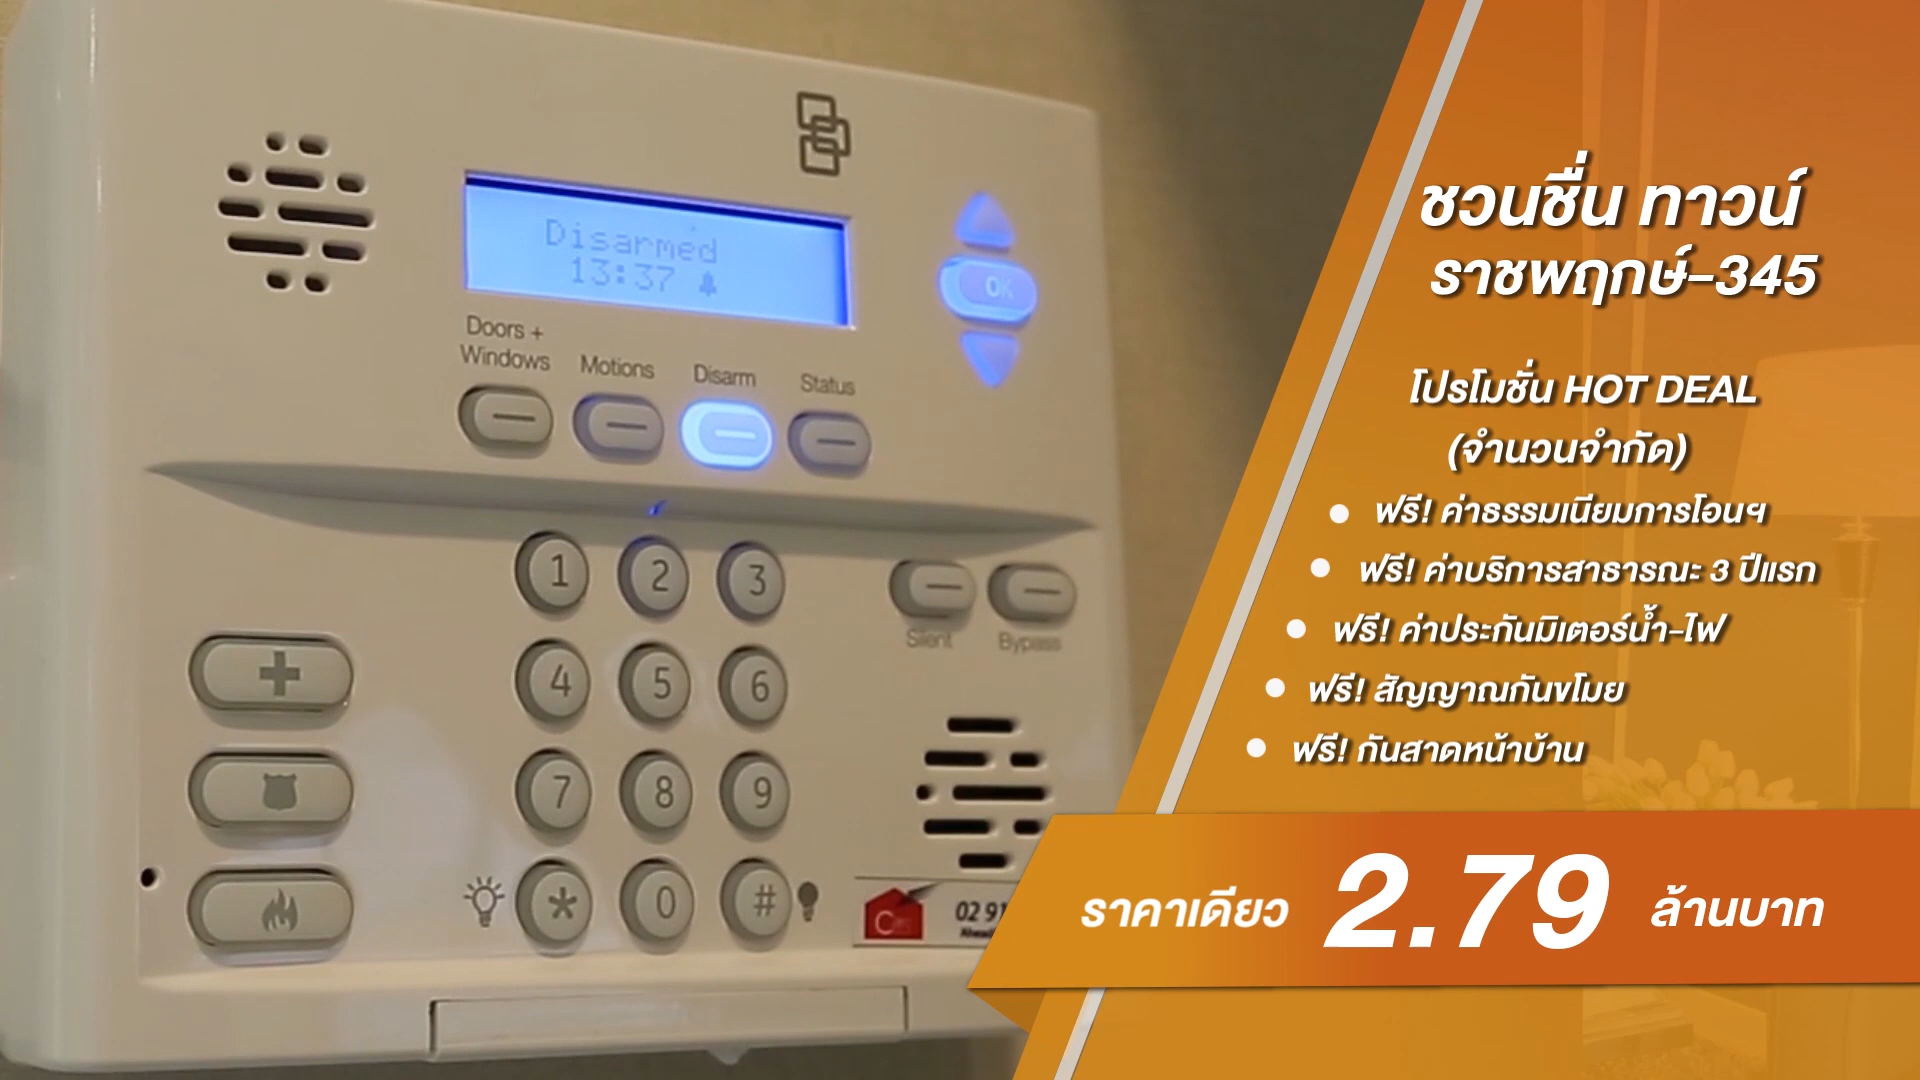 Disarmed
13:37
OK
Doors +
Windows
Motions
Disarm
Status
1
2
3
Silent
Bypass
4
5
6
7
8
9
*
0
#
02 91
ชวนชื่น ทาวน์
ราชพฤกษ์-345
โปรโมชั่น HOT DEAL
(จำนวนจำกัด)
ฟรี! ค่าธรรมเนียมการโอนฯ
ฟรี! ค่าบริการสาธารณะ 3 ปีแรก
ฟรี! ค่าประกันมิเตอร์น้ำ-ไฟ
ฟรี! สัญญาณกันขโมย
ฟรี! กันสาดหน้าบ้าน
ราคาเดียว 2.79 ล้านบาท